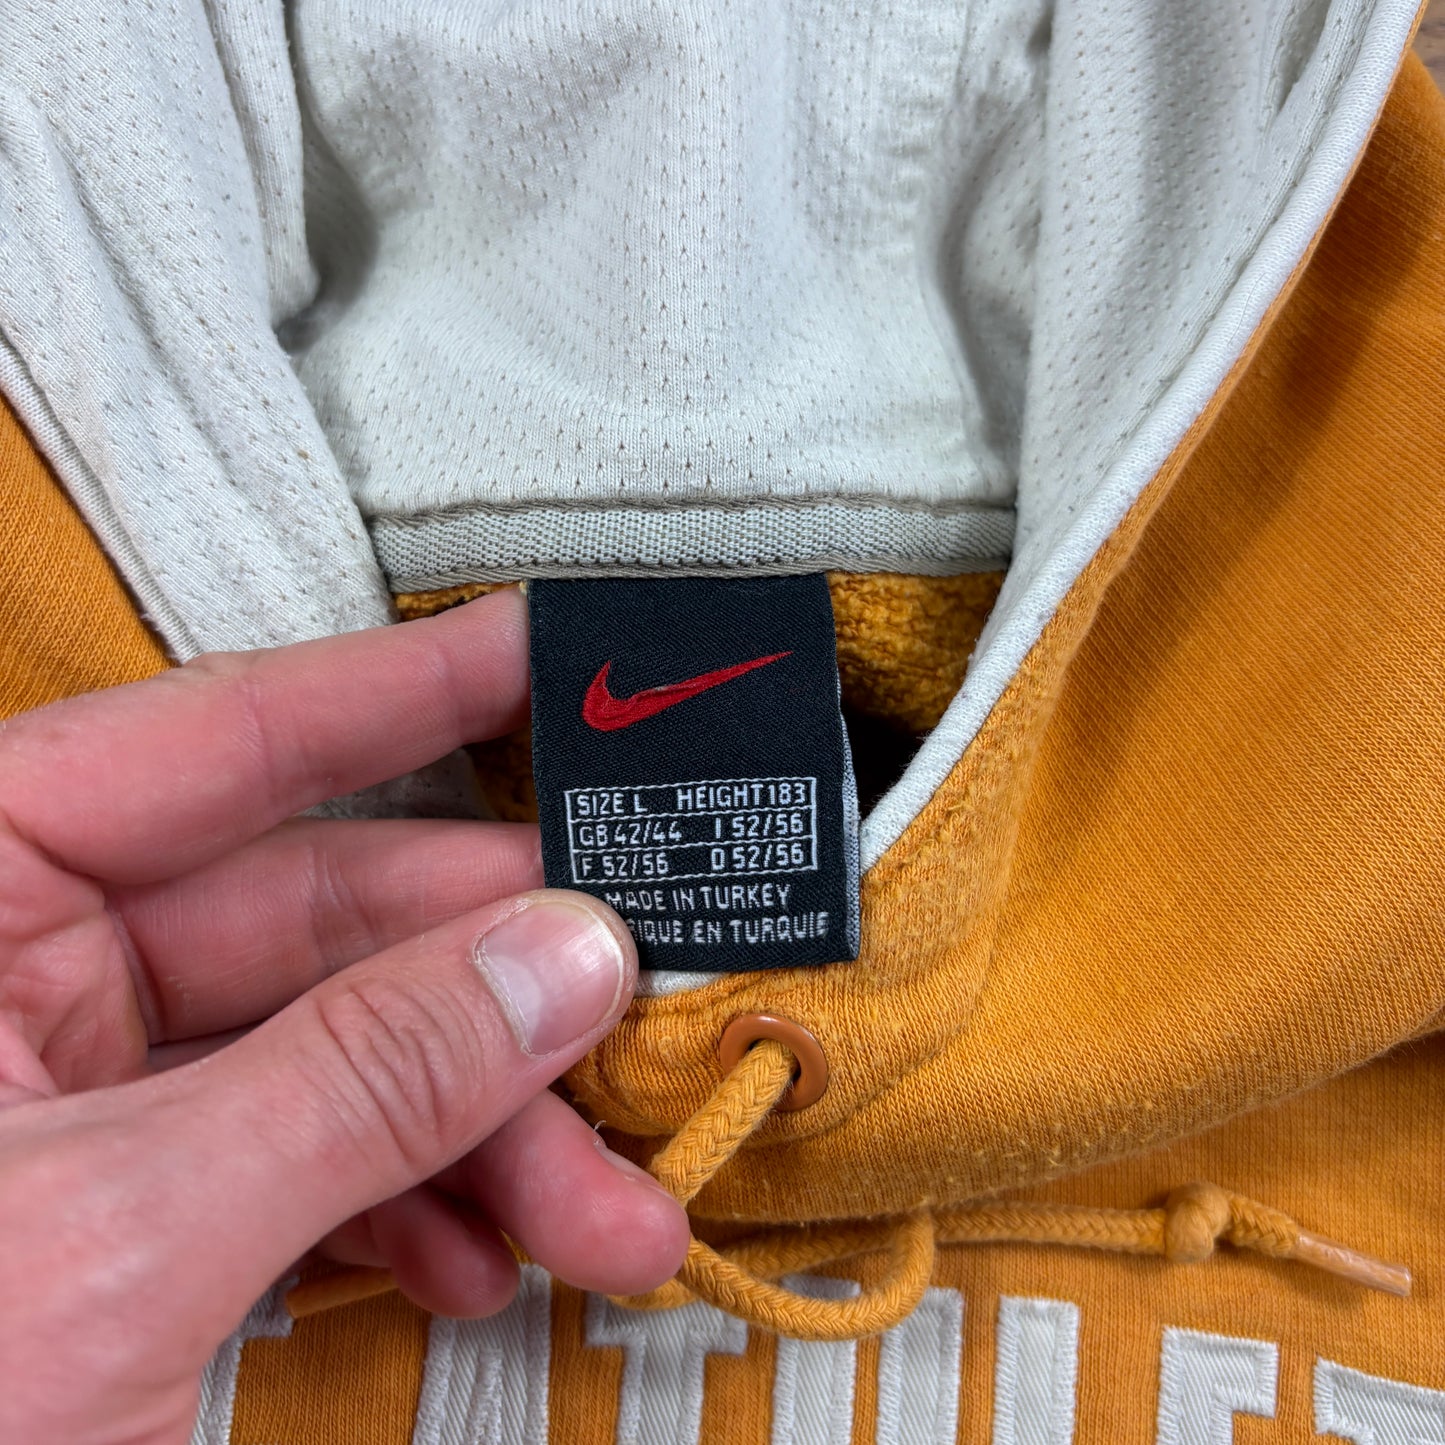 SIZE L HEIGHT 183
GB 42/44 I 52/56
F 52/56 D 52/56
MADE IN TURKEY
EN TURQUIE